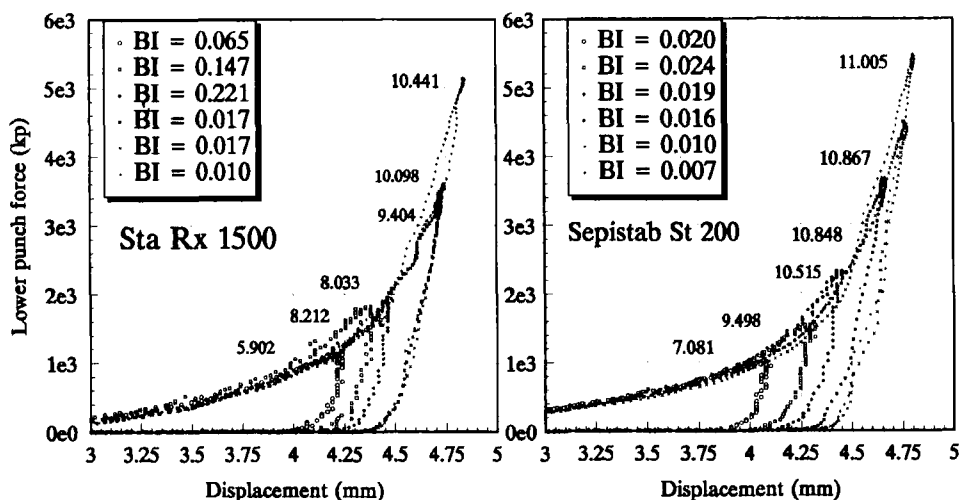 6e3
5e3
4e3
3e3
2e3
1e3
0e0
Lower punch force (kp)
BI = 0.065
BI = 0.147
BI = 0.221
BI = 0.017
BI = 0.017
BI = 0.010
Sta Rx 1500
10.441
10.098
9.404
8.033
8.212
5.902
3 3.25 3.5 3.75 4 4.25 4.5 4.75 5
Displacement (mm)
6e3
5e3
4e3
3e3
2e3
1e3
0e0
BI = 0.020
BI = 0.024
BI = 0.019
BI = 0.016
BI = 0.010
BI = 0.007
Sepistab St 200
11.005
10.867
10.848
10.515
9.498
7.081
3 3.25 3.5 3.75 4 4.25 4.5 4.75 5
Displacement (mm)